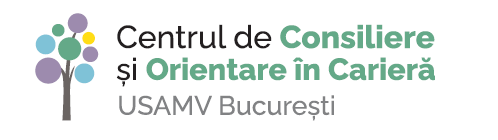 Centrul de Consiliere
și Orientare în Carieră
USAMV București